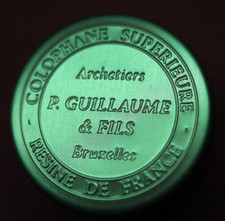 COLOPHANE SUPERIEURE
Archetiers
P. GUILLAUME
& FILS
Bruxelles
- RESINE DE FRANCE -